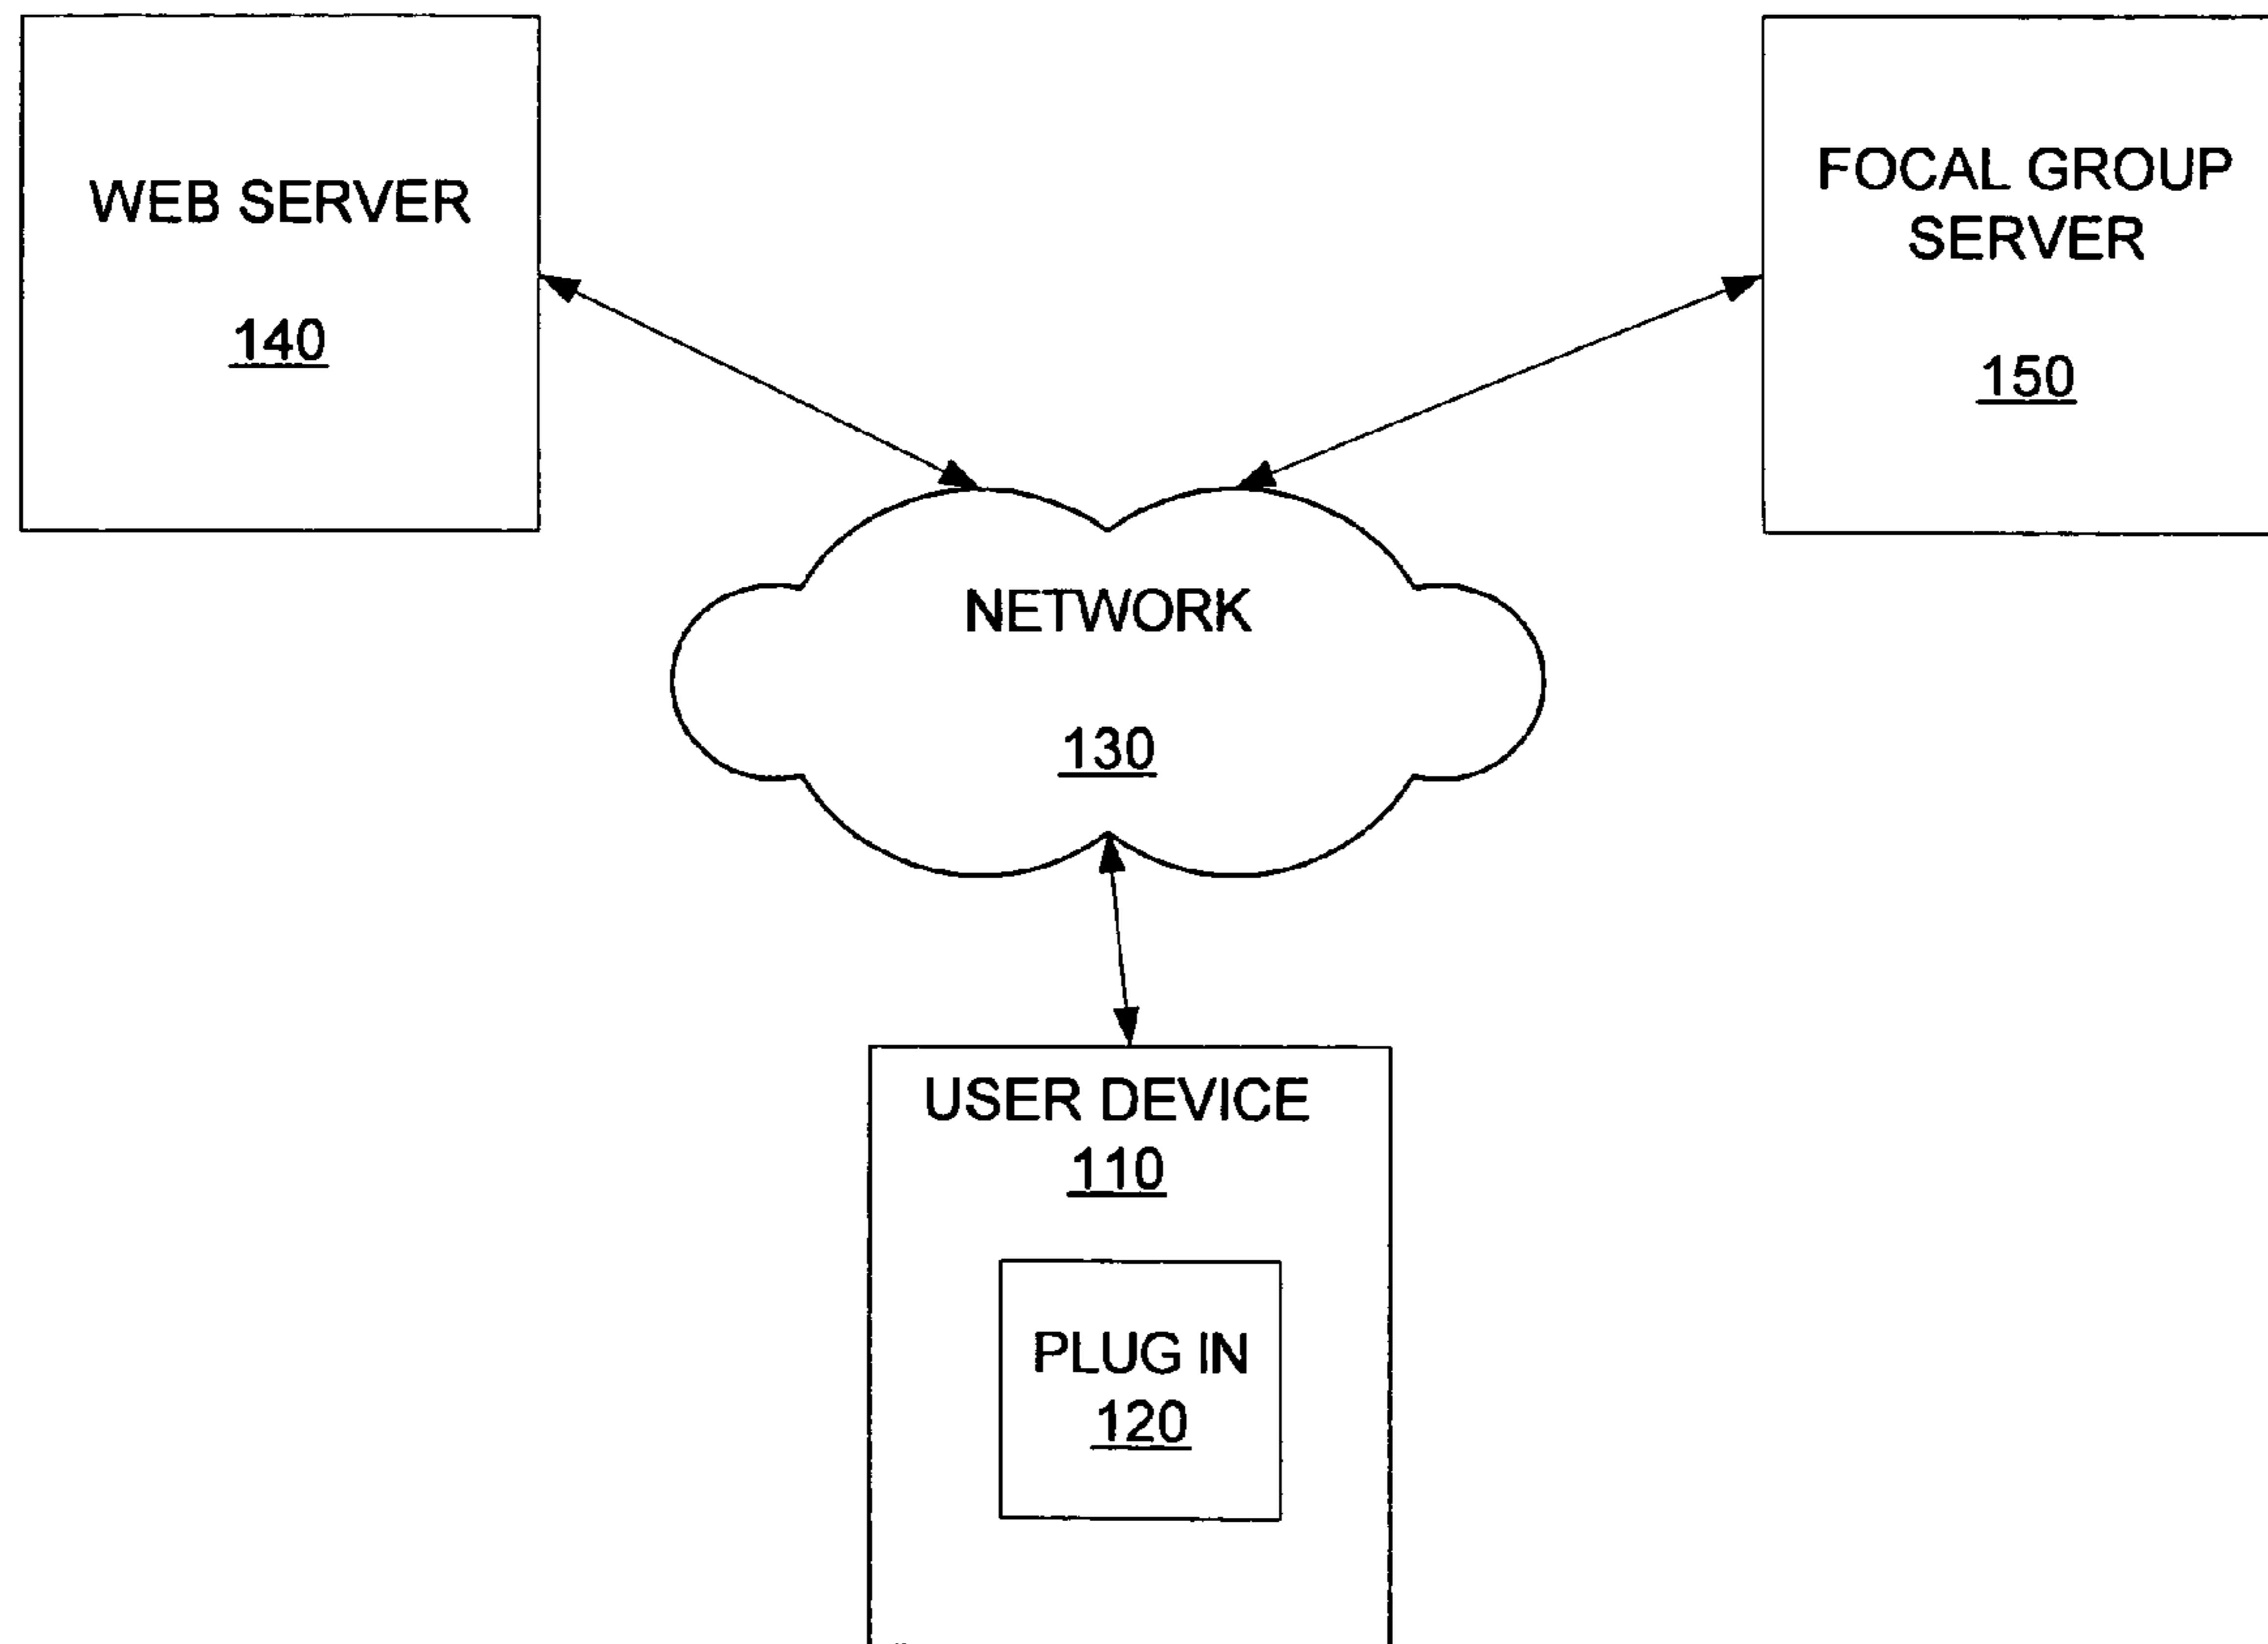 WEB SERVER
140
FOCAL GROUP
SERVER
150
NETWORK
130
USER DEVICE
110
PLUG IN
120